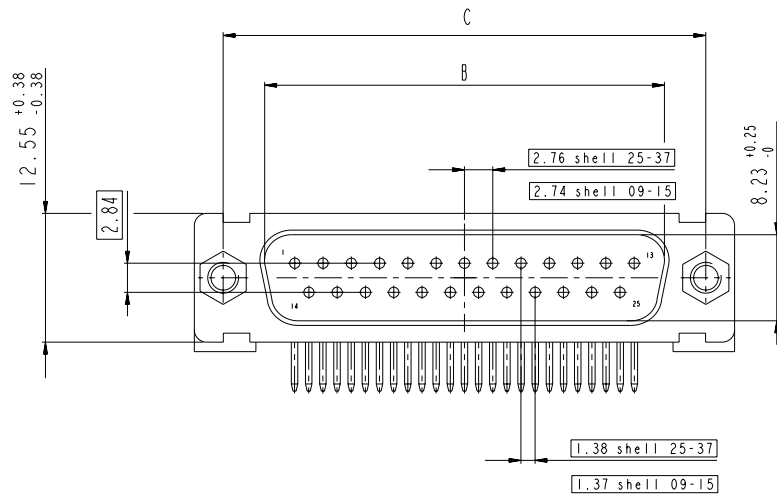 C
B
12.55 +0.38
-0.38
2.76 shell 25-37
2.74 shell 09-15
8.23 +0.25
-0
2.84
1
13
14
25
1.38 shell 25-37
1.37 shell 09-15